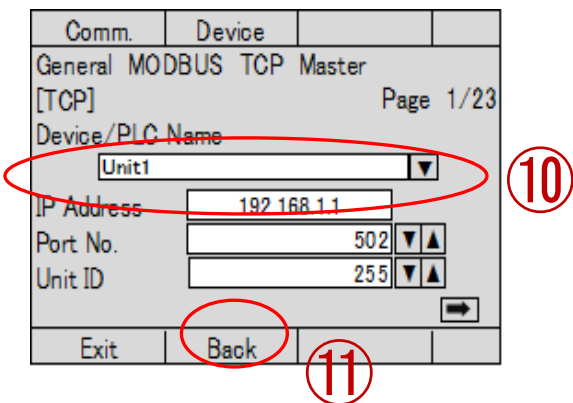 Comm. Device
General MODBUS TCP Master
[TCP] Page 1/23
Device/PLC Name
Unit1 ▼
⑩
IP Address 192.168.1.1
Port No. 502 ▼ ▲
Unit ID 255 ▼ ▲
➡
Exit Back
⑪